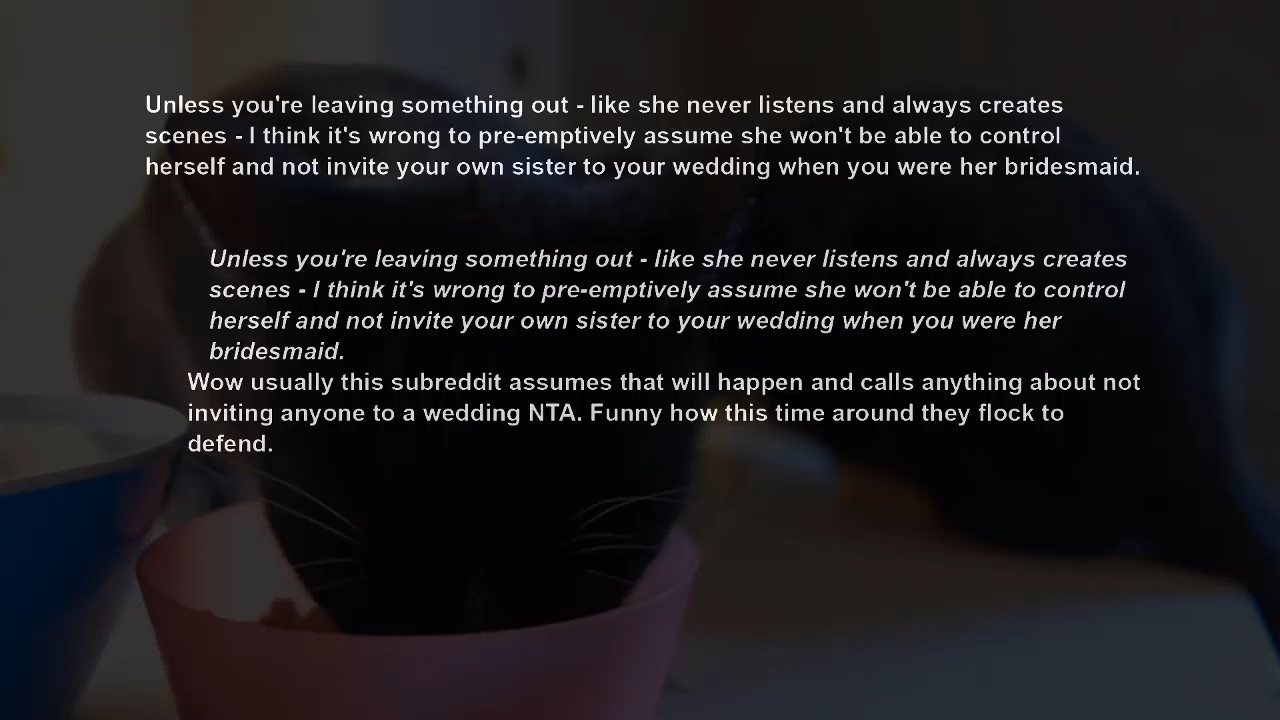 Unless you're leaving something out - like she never listens and always creates
scenes - I think it's wrong to pre-emptively assume she won't be able to control
herself and not invite your own sister to your wedding when you were her bridesmaid.
Unless you're leaving something out - like she never listens and always creates
scenes - I think it's wrong to pre-emptively assume she won't be able to control
herself and not invite your own sister to your wedding when you were her
bridesmaid.
Wow usually this subreddit assumes that will happen and calls anything about not
inviting anyone to a wedding NTA. Funny how this time around they flock to
defend.